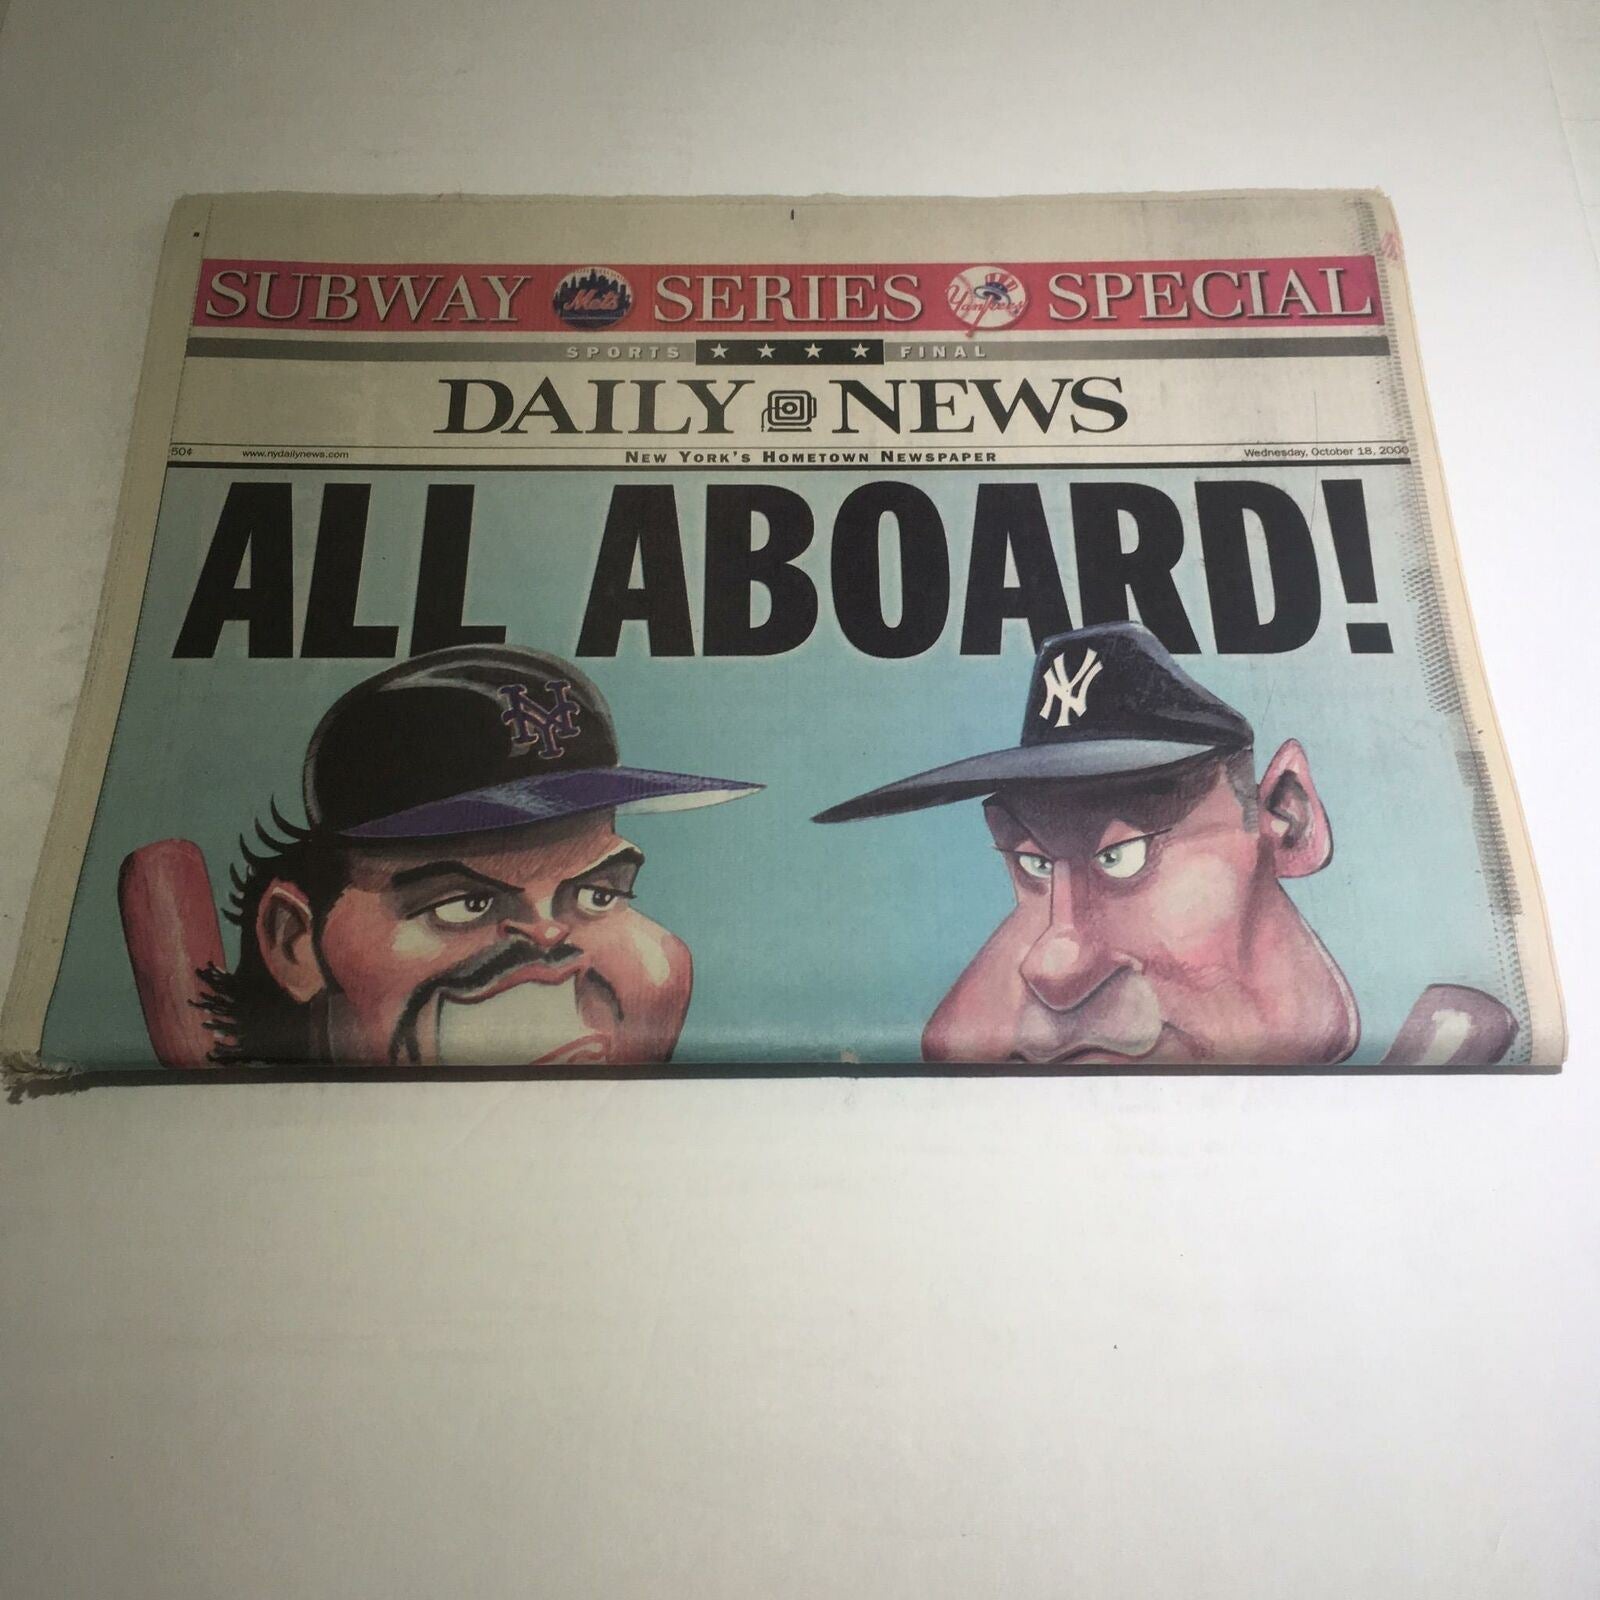 SUBWAY Mets SERIES Yankees SPECIAL
SPORTS ★ ★ ★ ★ FINAL
DAILY NEWS
50¢ www.nydailynews.com NEW YORK'S HOMETOWN NEWSPAPER Wednesday, October 18, 2000
ALL ABOARD!
NY NY